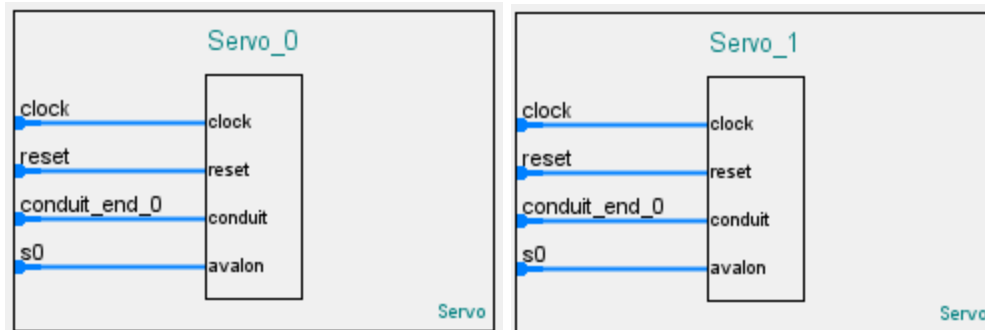 Servo_0
clock
clock
reset
reset
conduit_end_0
conduit
s0
avalon
Servo
Servo_1
clock
clock
reset
reset
conduit_end_0
conduit
s0
avalon
Servo